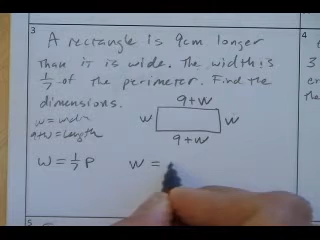 3
A rectangle is 9cm longer
than it is wide. The width is
1/7 of the perimeter. Find the
dimensions.
9+w
w
w
9+w
w = width
9+w = length
W = 1/7 P
W =
4
3
5